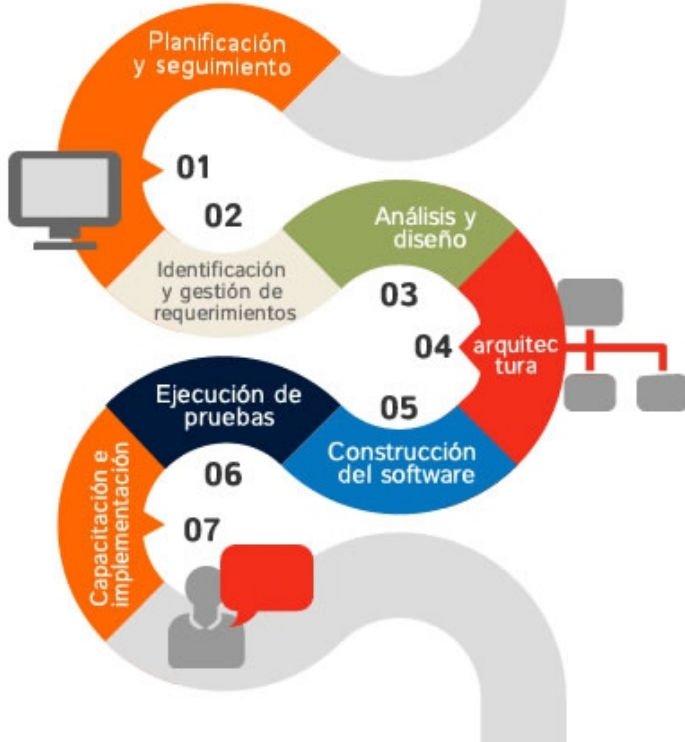 Planificación
y seguimiento
01
02
Identificación
y gestión de
requerimientos
Análisis y
diseño
03
04
arquitec
tura
05
Construcción
del software
Ejecución de
pruebas
06
07
Capacitación e
implementación